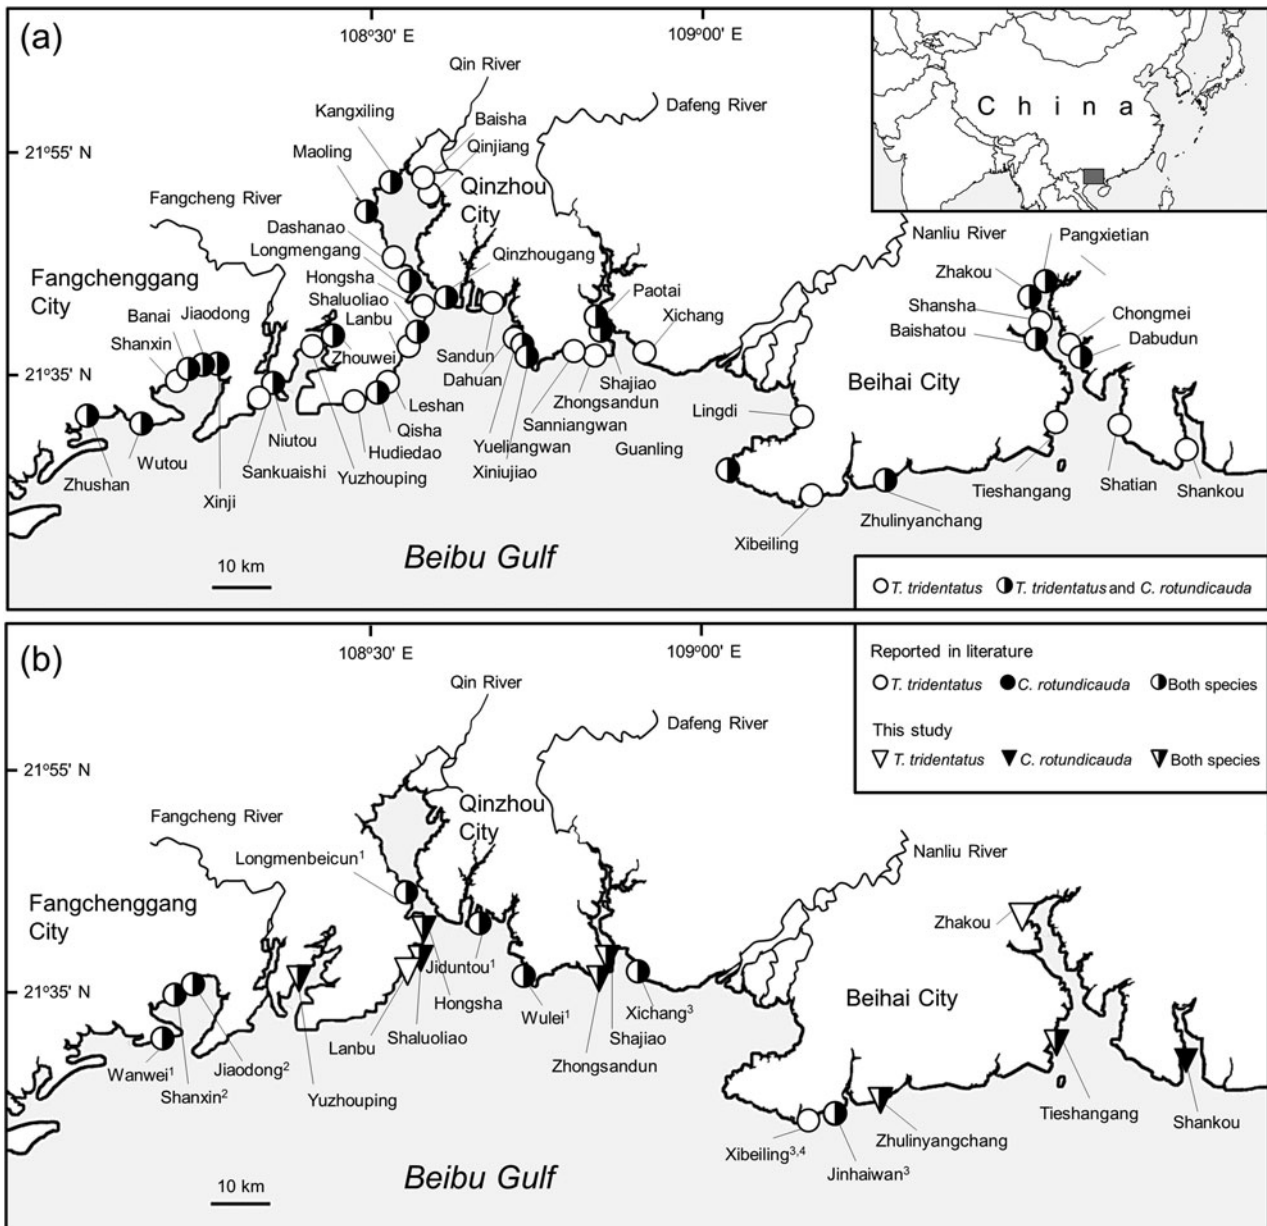 (a)
108°30' E
109°00' E
Qin River
Dafeng River
China
Kangxiling
Baisha
Qinjiang
21°55' N
Maoling
Qinzhou
City
Fangcheng River
Dashanao
Longmengang
Qinzhougang
Nanliu River
Pangxietian
Fangchenggang
City
Hongsha
Shaluoliao
Paotai
Zhakou
Banai
Jiaodong
Lanbu
Xichang
Shansha
Shanxin
Zhouwei
Baishatou
Chongmei
Dabudun
Sandun
21°35' N
Dahuan
Shajiao
Beihai City
Leshan
Zhongsandun
Niutou
Qisha
Sanniangwan
Lingdi
Wutou
Hudiedao
Yueliangwan
Guanling
Zhushan
Sankuaishi
Yuzhouping
Xiniujiao
Tieshangang
Shatian
Shankou
Xinji
Zhulinyanchang
Xibeiling
Beibu Gulf
10 km
T. tridentatus
T. tridentatus and C. rotundicauda
(b)
108°30' E
109°00' E
Reported in literature
T. tridentatus
C. rotundicauda
Both species
Qin River
Dafeng River
This study
T. tridentatus
C. rotundicauda
Both species
21°55' N
Qinzhou
City
Fangcheng River
Longmenbeicun1
Nanliu River
Fangchenggang
City
Zhakou
Jiduntou1
21°35' N
Hongsha
Beihai City
Wulei1
Xichang3
Shaluoliao
Shajiao
Lanbu
Zhongsandun
Wanwei1
Jiaodong2
Shanxin2
Yuzhouping
Tieshangang
Shankou
Xibeiling3,4
Zhulinyangchang
Jinhaiwan3
Beibu Gulf
10 km